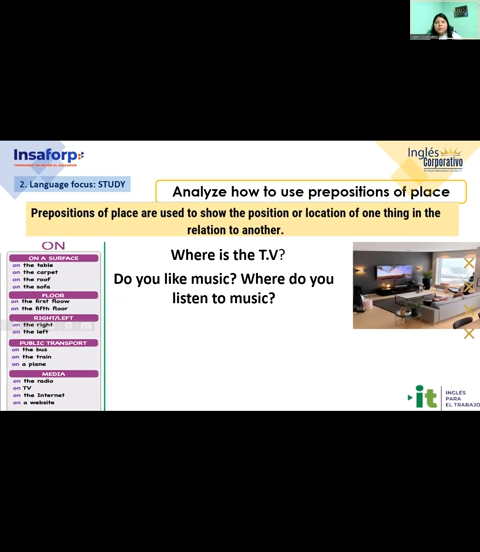 Insaforp
Inglés
Corporativo
2. Language focus: STUDY
Analyze how to use prepositions of place
Prepositions of place are used to show the position or location of one thing in the
relation to another.
ON
ON A SURFACE
on the table
on the carpet
on the roof
on the sofa
FLOOR
on the first floow
on the fifth floor
RIGHT/LEFT
on the right
on the left
PUBLIC TRANSPORT
on the bus
on the train
on a plane
MEDIA
on the radio
on TV
on the Internet
on a website
Where is the T.V?
Do you like music? Where do you
listen to music?
it
INGLÉS
PARA
EL TRABAJO